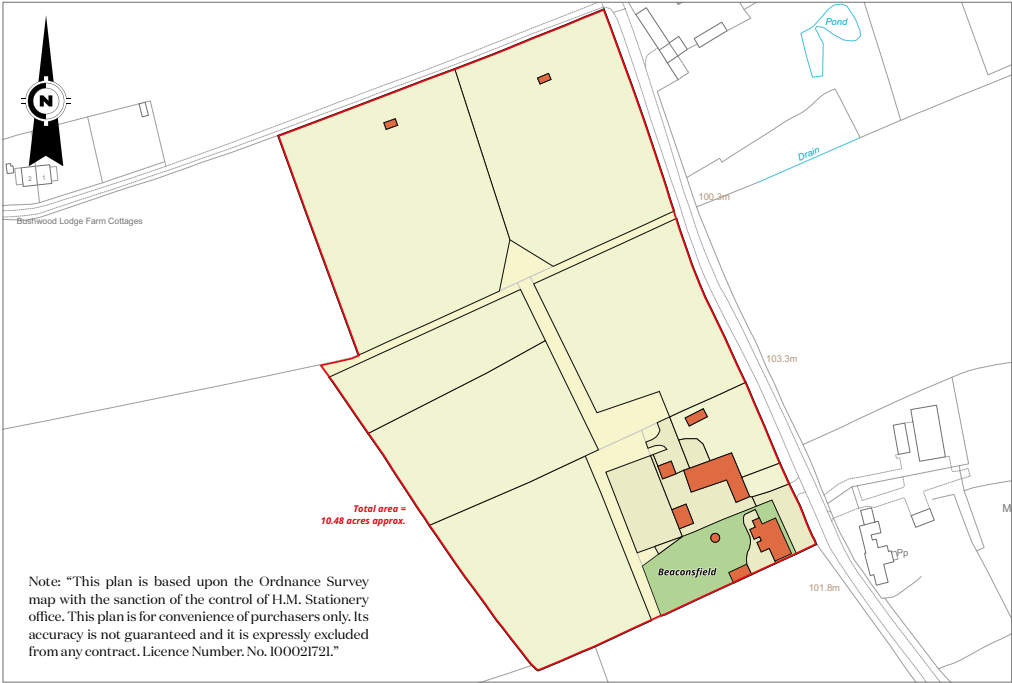 Pond
N
Drain
2 1
100.3m
Bushwood Lodge Farm Cottages
103.3m
Total area =
10.48 acres approx.
M
Pp
Beaconsfield
101.8m
Note: “This plan is based upon the Ordnance Survey
map with the sanction of the control of H.M. Stationery
office. This plan is for convenience of purchasers only. Its
accuracy is not guaranteed and it is expressly excluded
from any contract. Licence Number. No. 100021721.”